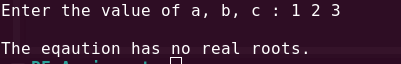 Enter the value of a, b, c : 1 2 3
The eqaution has no real roots.